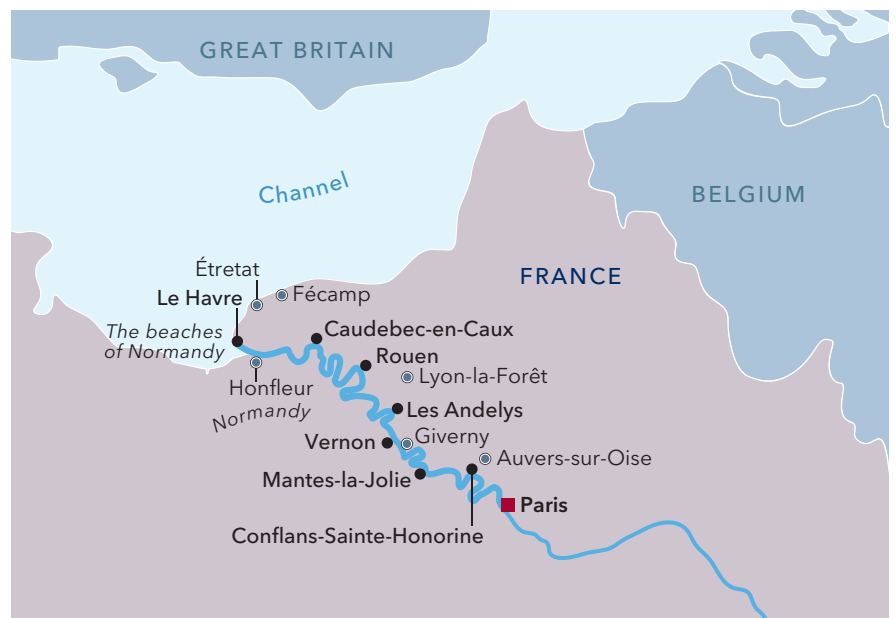 GREAT BRITAIN
Channel
BELGIUM
FRANCE
Étretat
Le Havre
Fécamp
The beaches
of Normandy
Caudebec-en-Caux
Rouen
Honfleur
Normandy
Lyon-la-Forêt
Les Andelys
Vernon
Giverny
Auvers-sur-Oise
Mantes-la-Jolie
Paris
Conflans-Sainte-Honorine